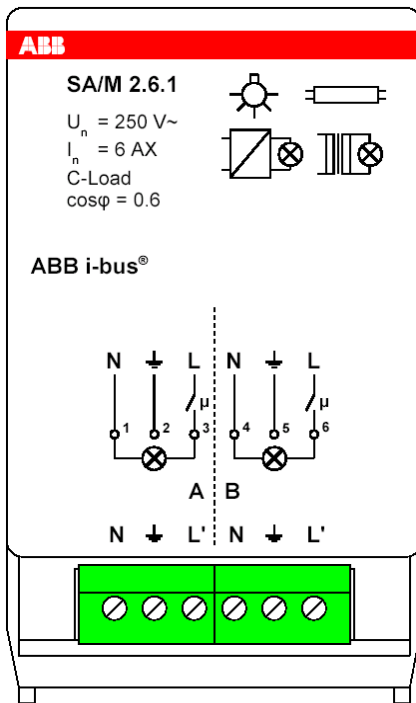 ABB
SA/M 2.6.1
Un = 250 V~
In = 6 AX
C-Load
cosφ = 0.6
ABB i-bus®
N L N L
µ µ
1 2 3 4 5 6
A B
N L' N L'